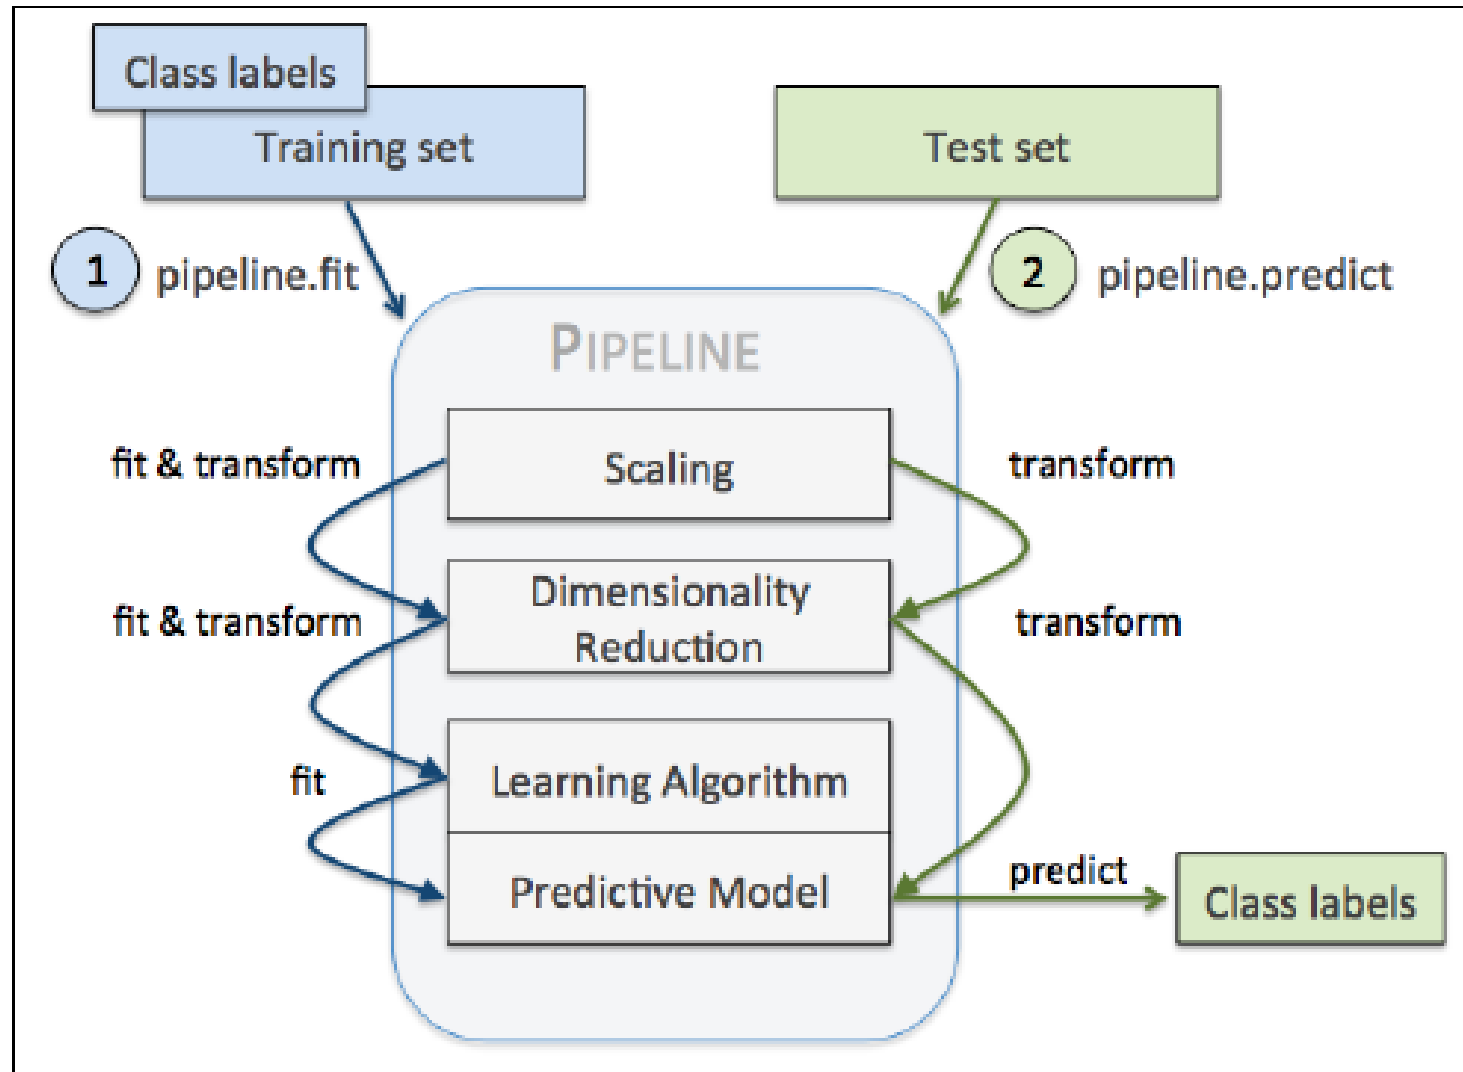 Class labels
Training set
Test set
1 pipeline.fit
2 pipeline.predict
PIPELINE
fit & transform
Scaling
transform
fit & transform
Dimensionality
Reduction
transform
fit
Learning Algorithm
Predictive Model
predict
Class labels